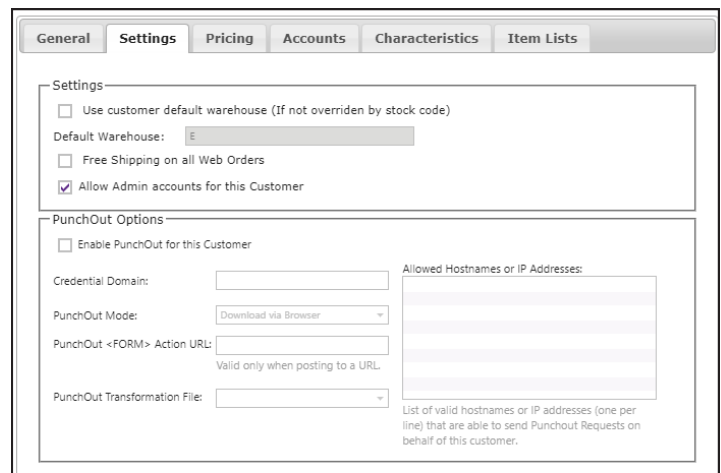 General Settings Pricing Accounts Characteristics Item Lists
Settings
Use customer default warehouse (If not overriden by stock code)
Default Warehouse: E
Free Shipping on all Web Orders
Allow Admin accounts for this Customer
PunchOut Options
Enable PunchOut for this Customer
Credential Domain:
PunchOut Mode: Download via Browser
PunchOut <FORM> Action URL:
Valid only when posting to a URL.
PunchOut Transformation File:
Allowed Hostnames or IP Addresses:
List of valid hostnames or IP addresses (one per
line) that are able to send Punchout Requests on
behalf of this customer.